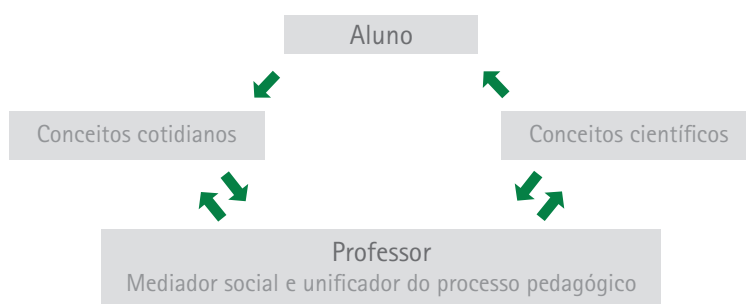 Aluno
Conceitos cotidianos
Conceitos científicos
Professor
Mediador social e unificador do processo pedagógico